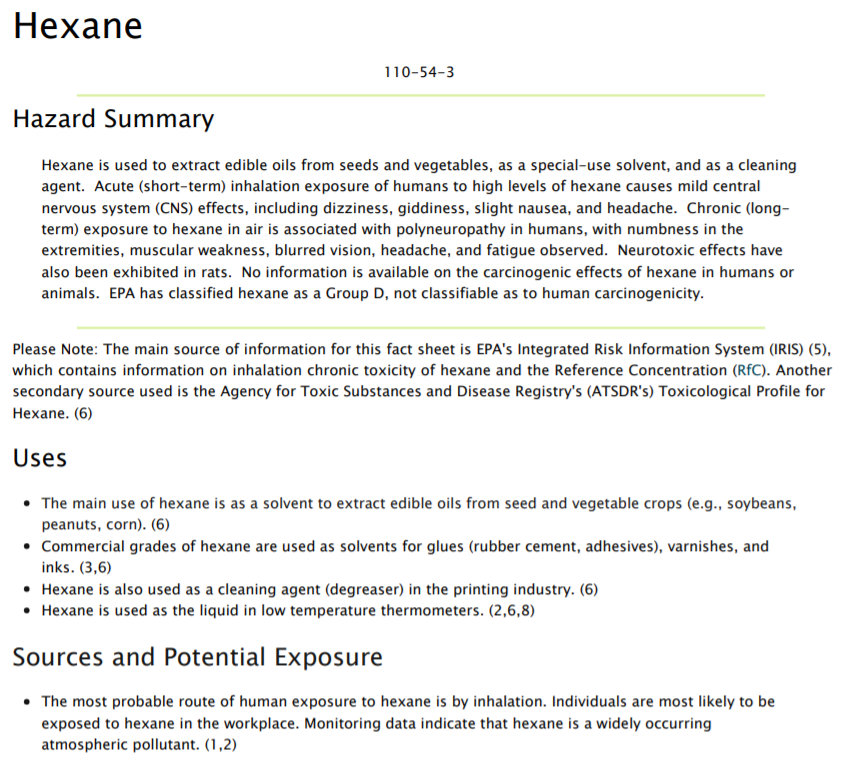 Hexane
110-54-3
Hazard Summary
Hexane is used to extract edible oils from seeds and vegetables, as a special-use solvent, and as a cleaning
agent.  Acute (short-term) inhalation exposure of humans to high levels of hexane causes mild central
nervous system (CNS) effects, including dizziness, giddiness, slight nausea, and headache.  Chronic (long-
term) exposure to hexane in air is associated with polyneuropathy in humans, with numbness in the
extremities, muscular weakness, blurred vision, headache, and fatigue observed.  Neurotoxic effects have
also been exhibited in rats.  No information is available on the carcinogenic effects of hexane in humans or
animals.  EPA has classified hexane as a Group D, not classifiable as to human carcinogenicity.
Please Note: The main source of information for this fact sheet is EPA's Integrated Risk Information System (IRIS) (5),
which contains information on inhalation chronic toxicity of hexane and the Reference Concentration (RfC). Another
secondary source used is the Agency for Toxic Substances and Disease Registry's (ATSDR's) Toxicological Profile for
Hexane. (6)
Uses
• The main use of hexane is as a solvent to extract edible oils from seed and vegetable crops (e.g., soybeans,
peanuts, corn). (6)
• Commercial grades of hexane are used as solvents for glues (rubber cement, adhesives), varnishes, and
inks. (3,6)
• Hexane is also used as a cleaning agent (degreaser) in the printing industry. (6)
• Hexane is used as the liquid in low temperature thermometers. (2,6,8)
Sources and Potential Exposure
• The most probable route of human exposure to hexane is by inhalation. Individuals are most likely to be
exposed to hexane in the workplace. Monitoring data indicate that hexane is a widely occurring
atmospheric pollutant. (1,2)